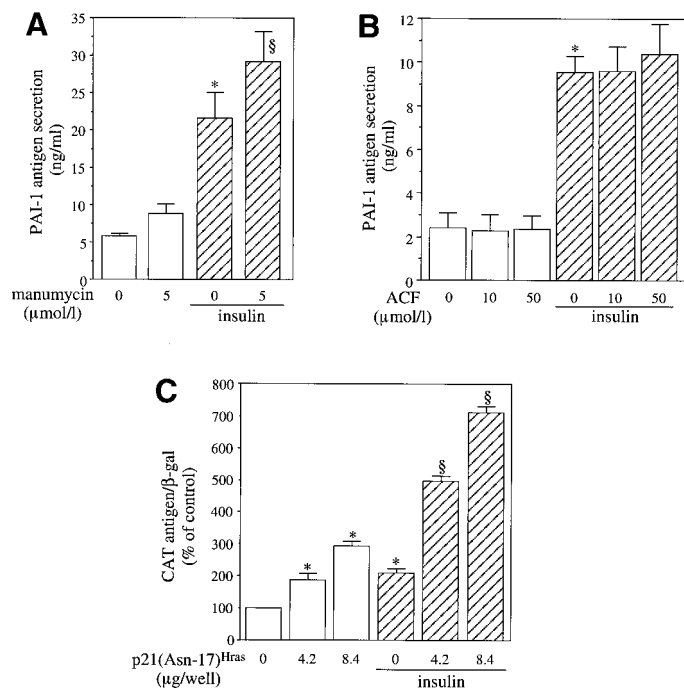 A
PAI-1 antigen secretion
(ng/ml)
35
30
25
20
15
10
5
0
*
§
manumycin 0 5 0 5
(µmol/l) insulin
B
PAI-1 antigen secretion
(ng/ml)
12
10
8
6
4
2
0
*
ACF 0 10 50 0 10 50
(µmol/l) insulin
C
CAT antigen/β-gal
(% of control)
800
700
600
500
400
300
200
100
0
*
*
*
§
§
p21(Asn-17)Hras 0 4.2 8.4 0 4.2 8.4
(µg/well) insulin